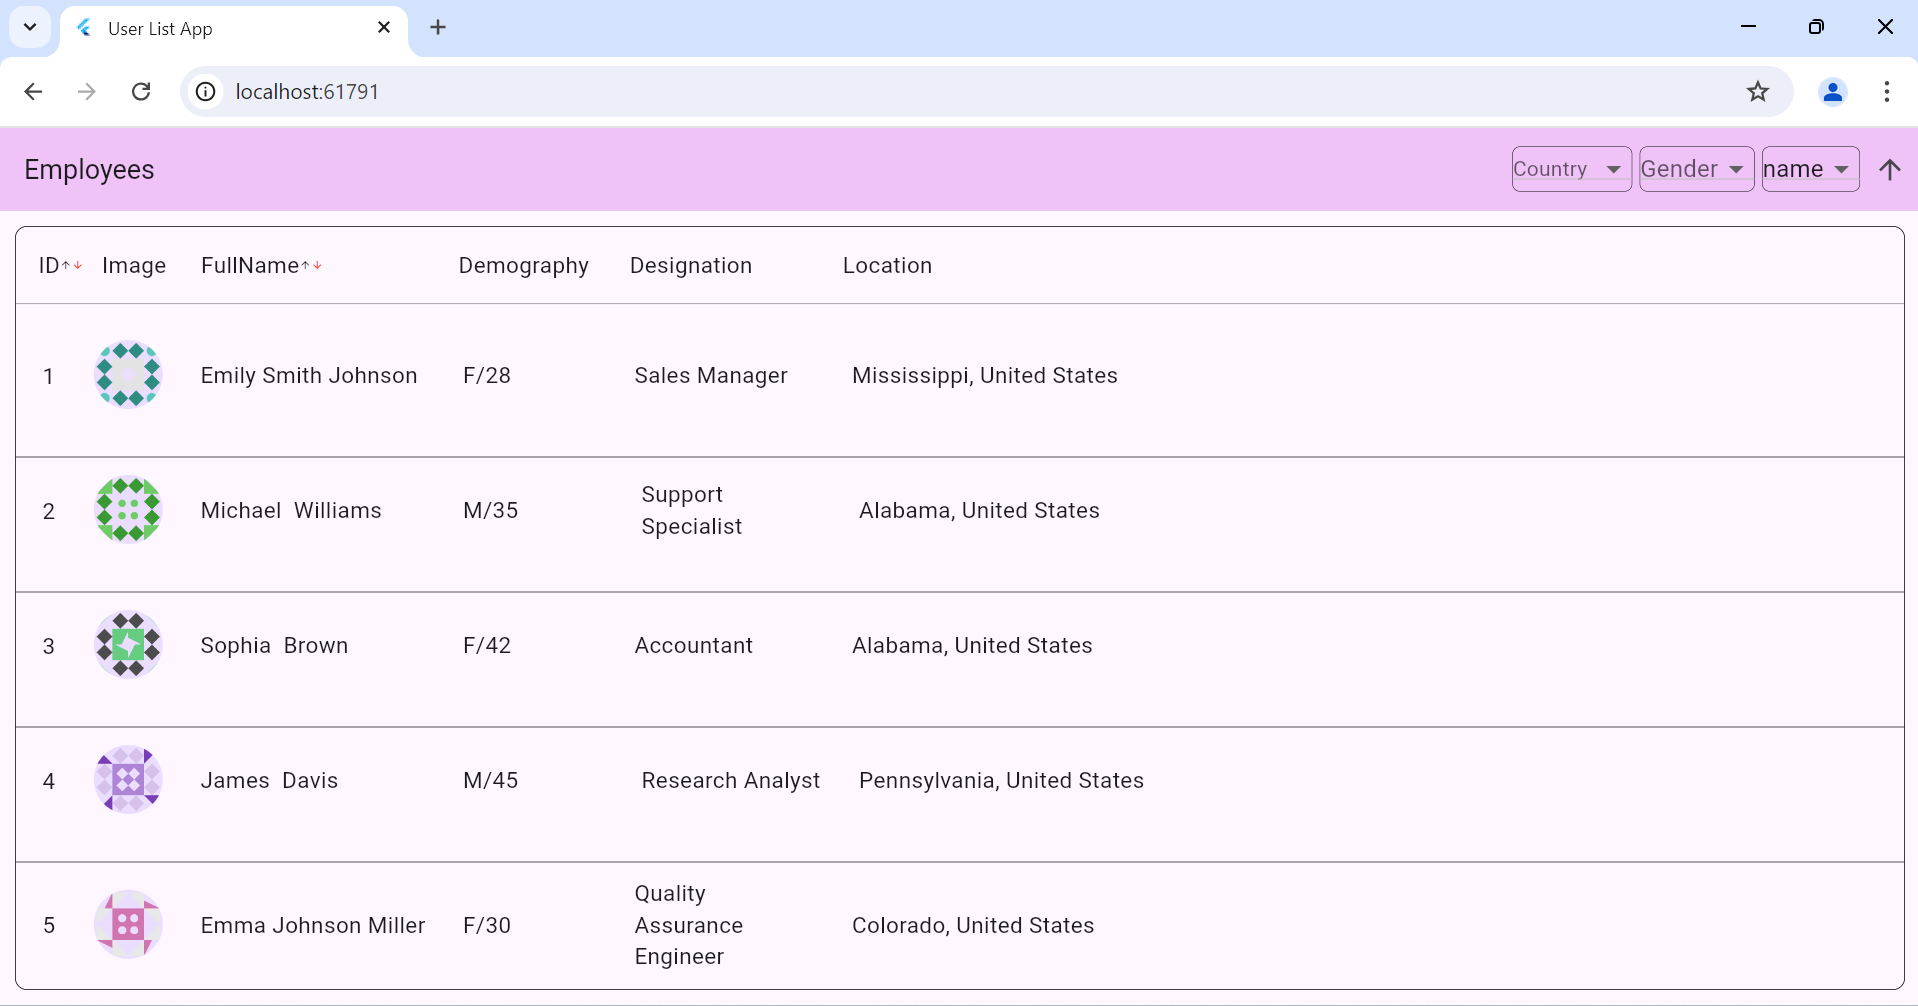 User List App
localhost:61791
Employees
Country Gender name
ID↑↓ Image FullName↑↓ Demography Designation Location
1 Emily Smith Johnson F/28 Sales Manager Mississippi, United States
2 Michael  Williams M/35 Support
Specialist Alabama, United States
3 Sophia  Brown F/42 Accountant Alabama, United States
4 James  Davis M/45 Research Analyst Pennsylvania, United States
5 Emma Johnson Miller F/30 Quality
Assurance
Engineer Colorado, United States